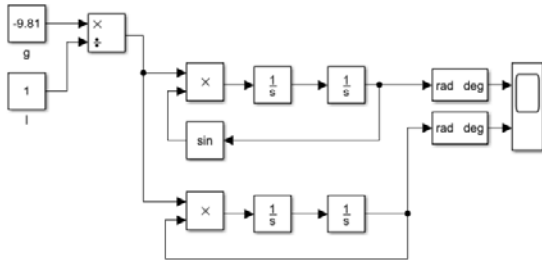 -9.81
g
×
÷
1
l
×
1/s
1/s
rad deg
sin
rad deg
×
1/s
1/s